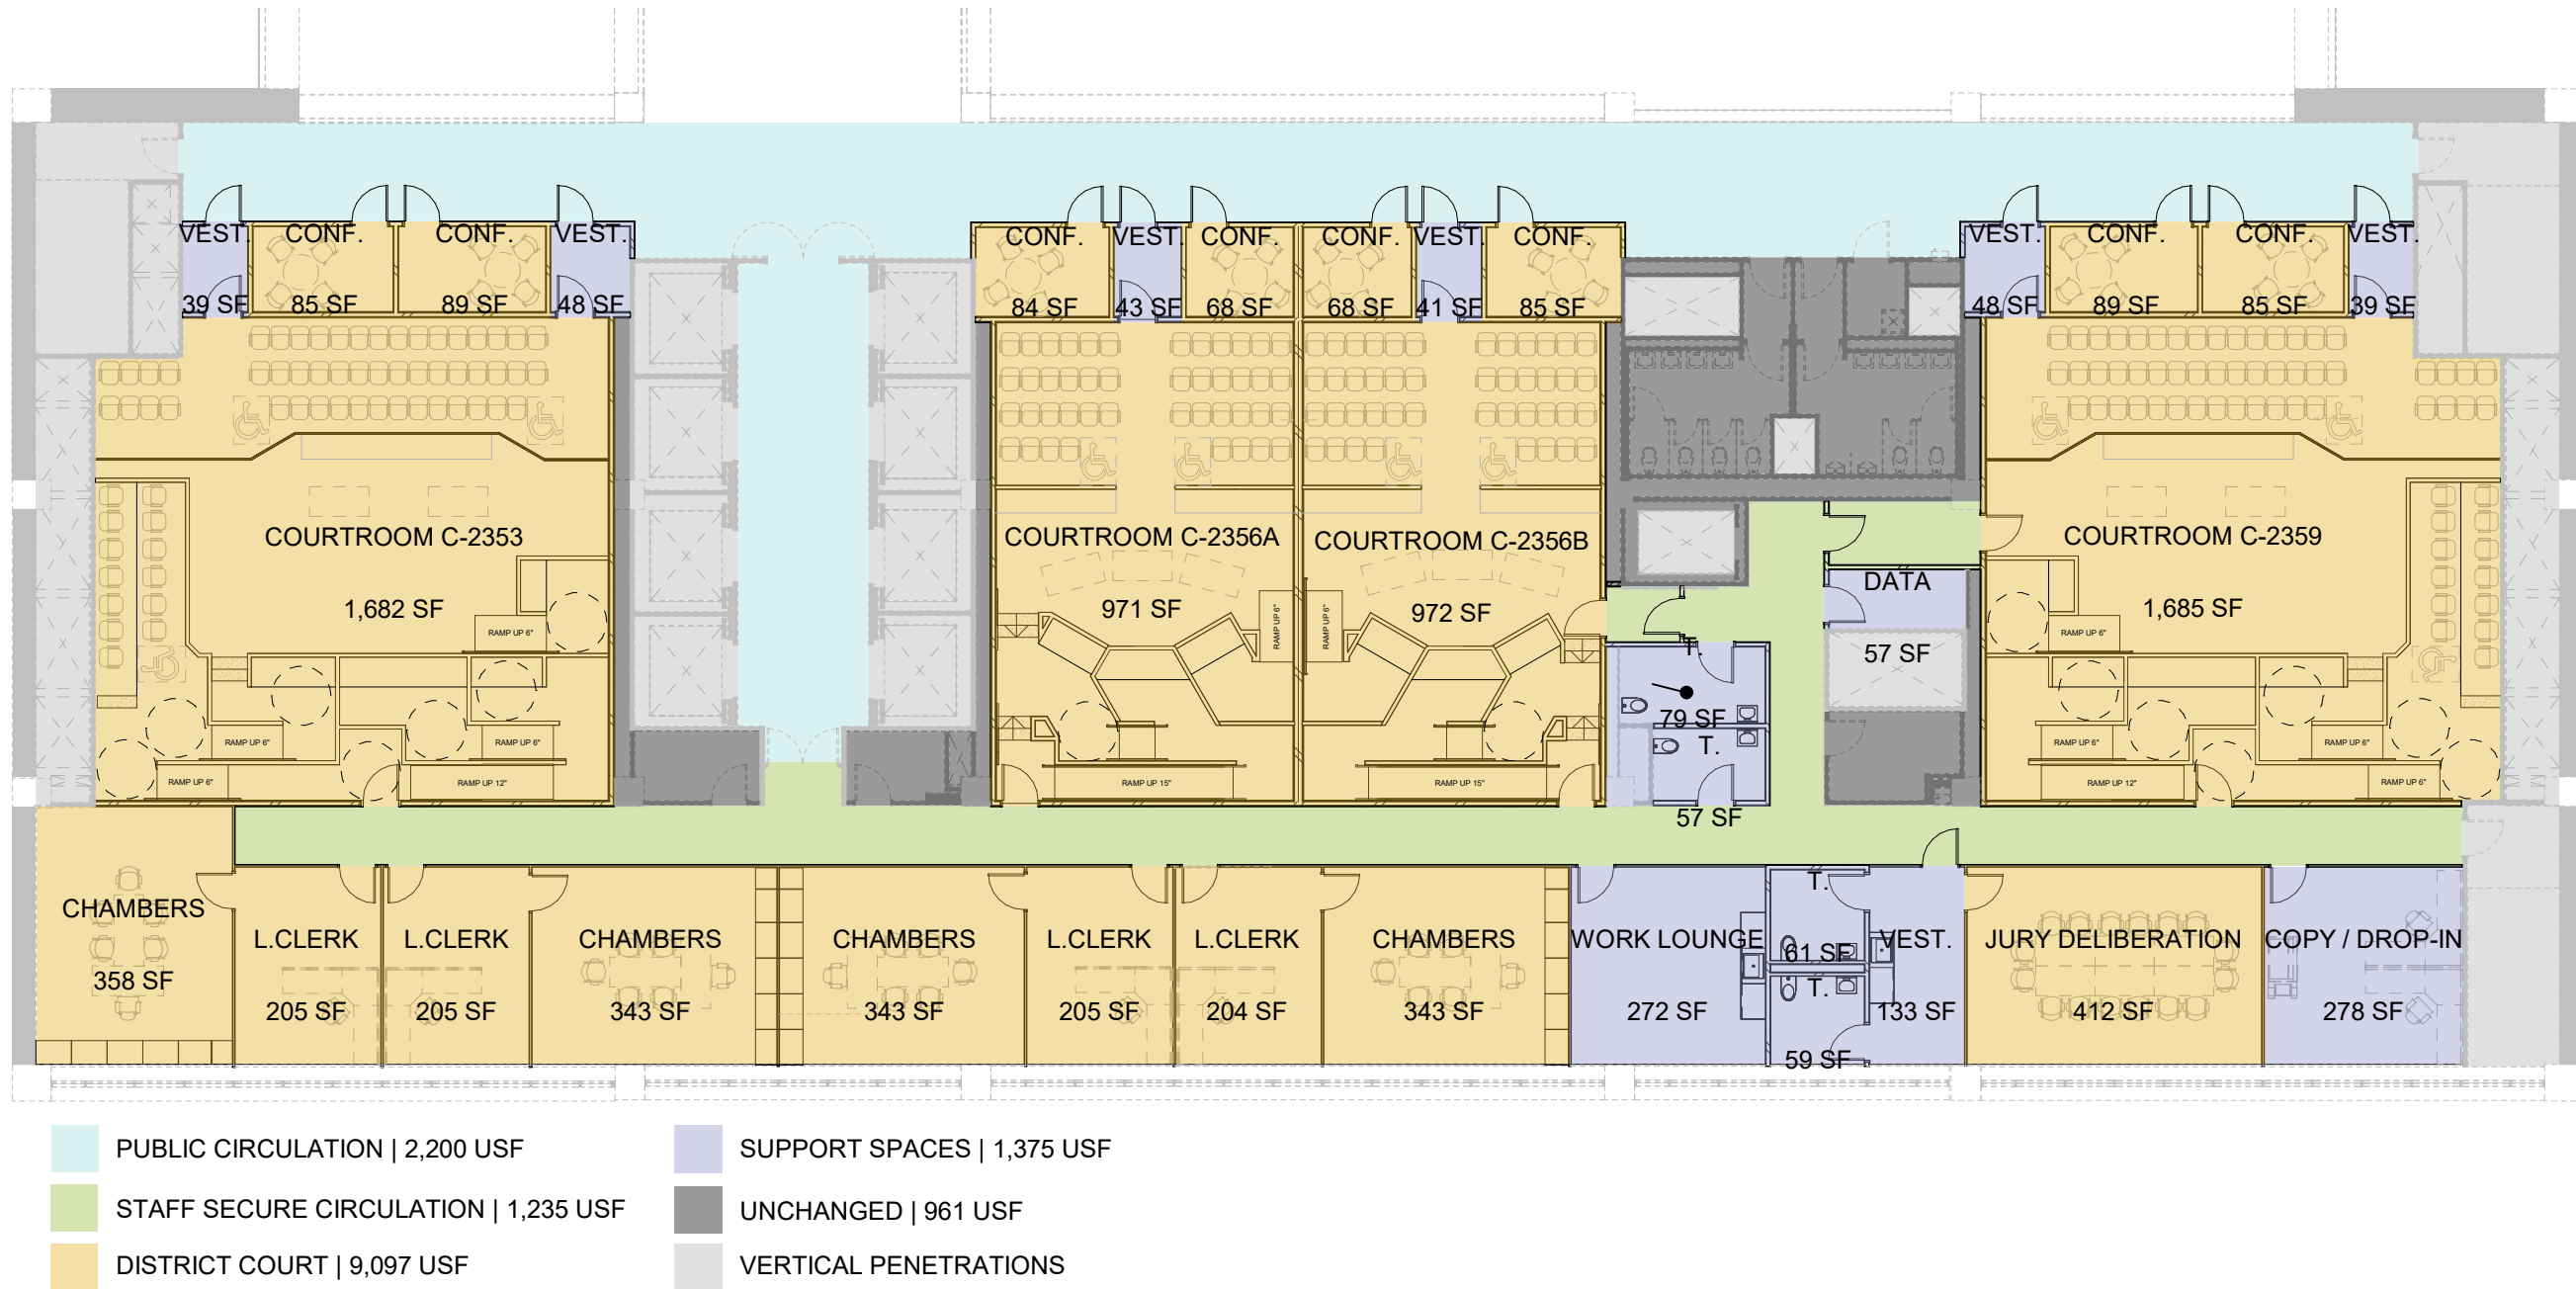 VEST.
39 SF
CONF.
85 SF
CONF.
89 SF
VEST.
48 SF
CONF.
84 SF
VEST.
43 SF
CONF.
68 SF
CONF.
68 SF
VEST.
41 SF
CONF.
85 SF
VEST.
48 SF
CONF.
89 SF
CONF.
85 SF
VEST.
39 SF
COURTROOM C-2353
1,682 SF
RAMP UP 6"
RAMP UP 6"
RAMP UP 6"
RAMP UP 6"
RAMP UP 12"
COURTROOM C-2356A
971 SF
RAMP UP 6"
RAMP UP 15"
COURTROOM C-2356B
972 SF
RAMP UP 6"
RAMP UP 15"
T.
79 SF
T.
57 SF
DATA
57 SF
COURTROOM C-2359
1,685 SF
RAMP UP 6"
RAMP UP 6"
RAMP UP 6"
RAMP UP 12"
RAMP UP 6"
CHAMBERS
358 SF
L.CLERK
205 SF
L.CLERK
205 SF
CHAMBERS
343 SF
CHAMBERS
343 SF
L.CLERK
205 SF
L.CLERK
204 SF
CHAMBERS
343 SF
WORK LOUNGE
272 SF
T.
61 SF
T.
59 SF
VEST.
133 SF
JURY DELIBERATION
412 SF
COPY / DROP-IN
278 SF
PUBLIC CIRCULATION | 2,200 USF
STAFF SECURE CIRCULATION | 1,235 USF
DISTRICT COURT | 9,097 USF
SUPPORT SPACES | 1,375 USF
UNCHANGED | 961 USF
VERTICAL PENETRATIONS